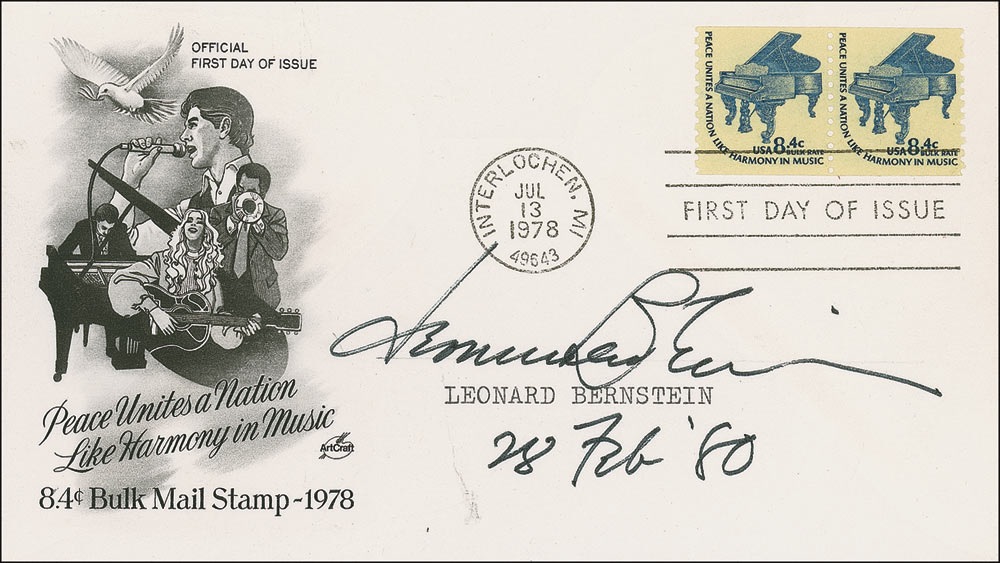 OFFICIAL
FIRST DAY OF ISSUE
PEACE UNITES A NATION LIKE HARMONY IN MUSIC
USA 8.4c
BULK RATE
PEACE UNITES A NATION LIKE HARMONY IN MUSIC
USA 8.4c
BULK RATE
INTERLOCHEN, MI
JUL
13
1978
49643
FIRST DAY OF ISSUE
Leonard Bernstein
LEONARD BERNSTEIN
28 Feb '80
Peace Unites a Nation
Like Harmony in Music
ArtCraft
8.4¢ Bulk Mail Stamp - 1978